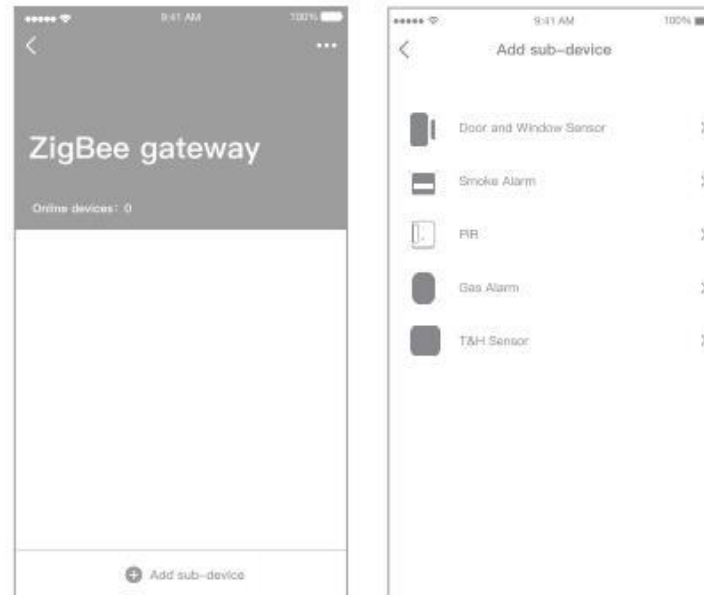 9:41 AM 100%
ZigBee gateway
Online devices: 0
Add sub-device
9:41 AM 100%
Add sub-device
Door and Window Sensor
Smoke Alarm
PIR
Gas Alarm
T&H Sensor